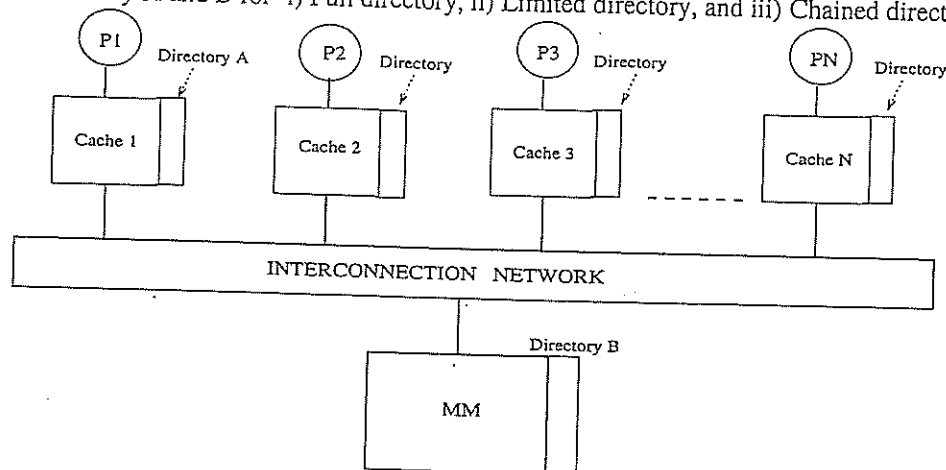 and B for i) Full directory, ii) Limited directory, and iii) Chained direct
P1
Directory A
P2
Directory
P3
Directory
PN
Directory
Cache 1
Cache 2
Cache 3
Cache N
INTERCONNECTION NETWORK
Directory B
MM